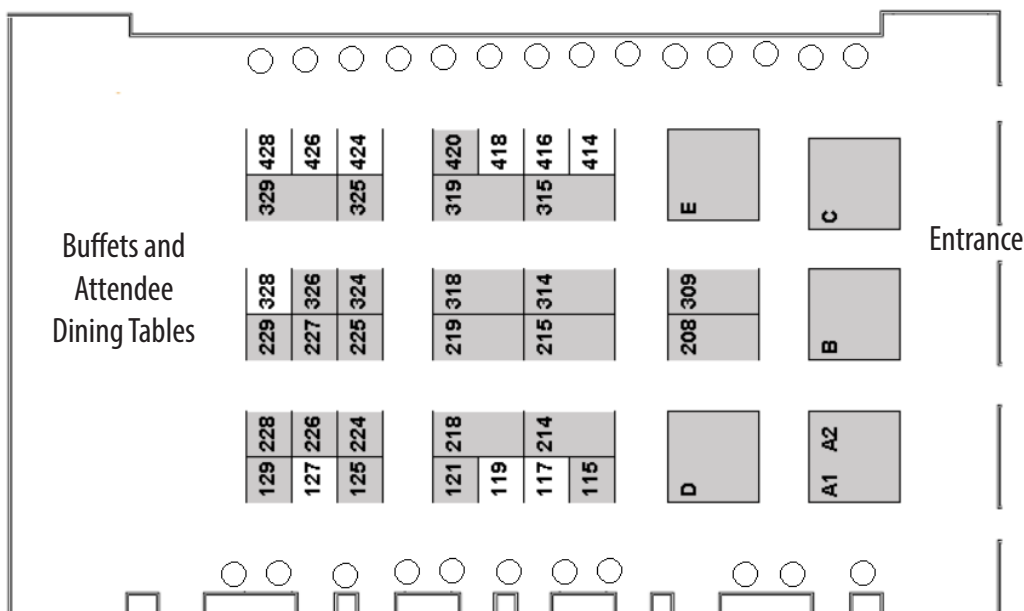 428 426 424 420 418 416 414
329 325 319 315 E C
Buffets and
Attendee
Dining Tables
Entrance
328 326 324 318 314 309
229 227 225 219 215 208 B
228 226 224 218 214 A2
129 127 125 121 119 117 115 D A1